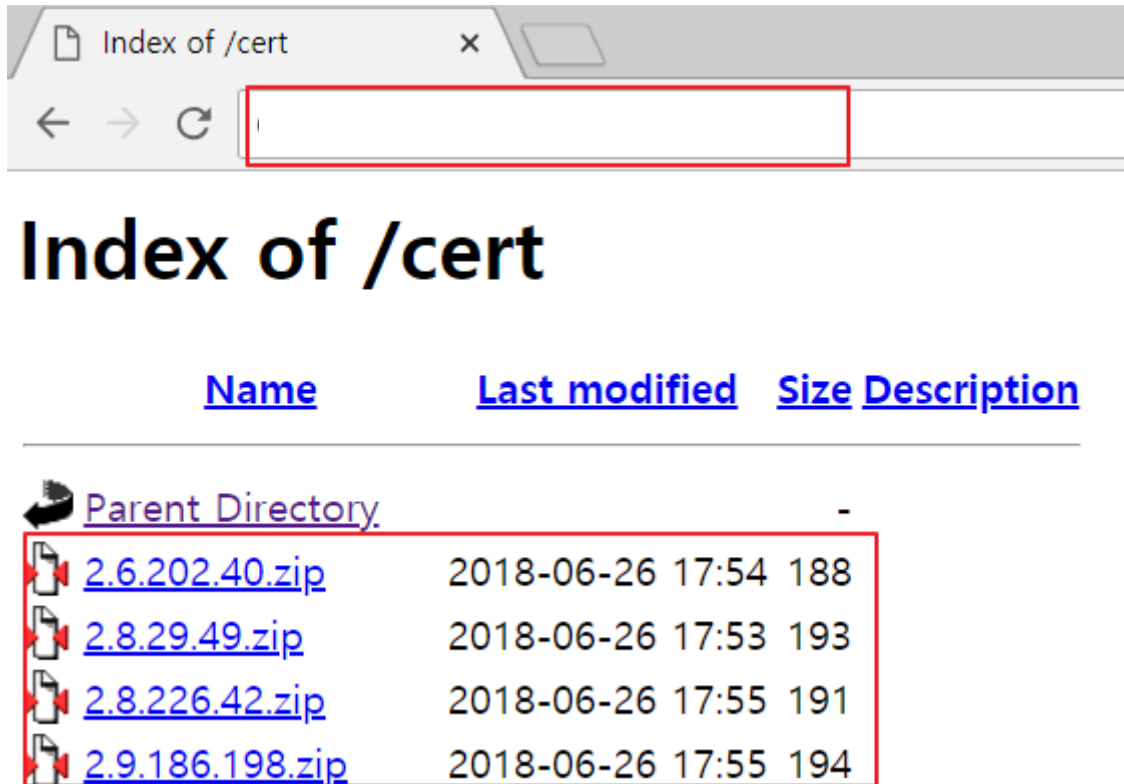 Index of /cert
Index of /cert
Name Last modified Size Description
Parent Directory -
2.6.202.40.zip 2018-06-26 17:54 188
2.8.29.49.zip 2018-06-26 17:53 193
2.8.226.42.zip 2018-06-26 17:55 191
2.9.186.198.zip 2018-06-26 17:55 194